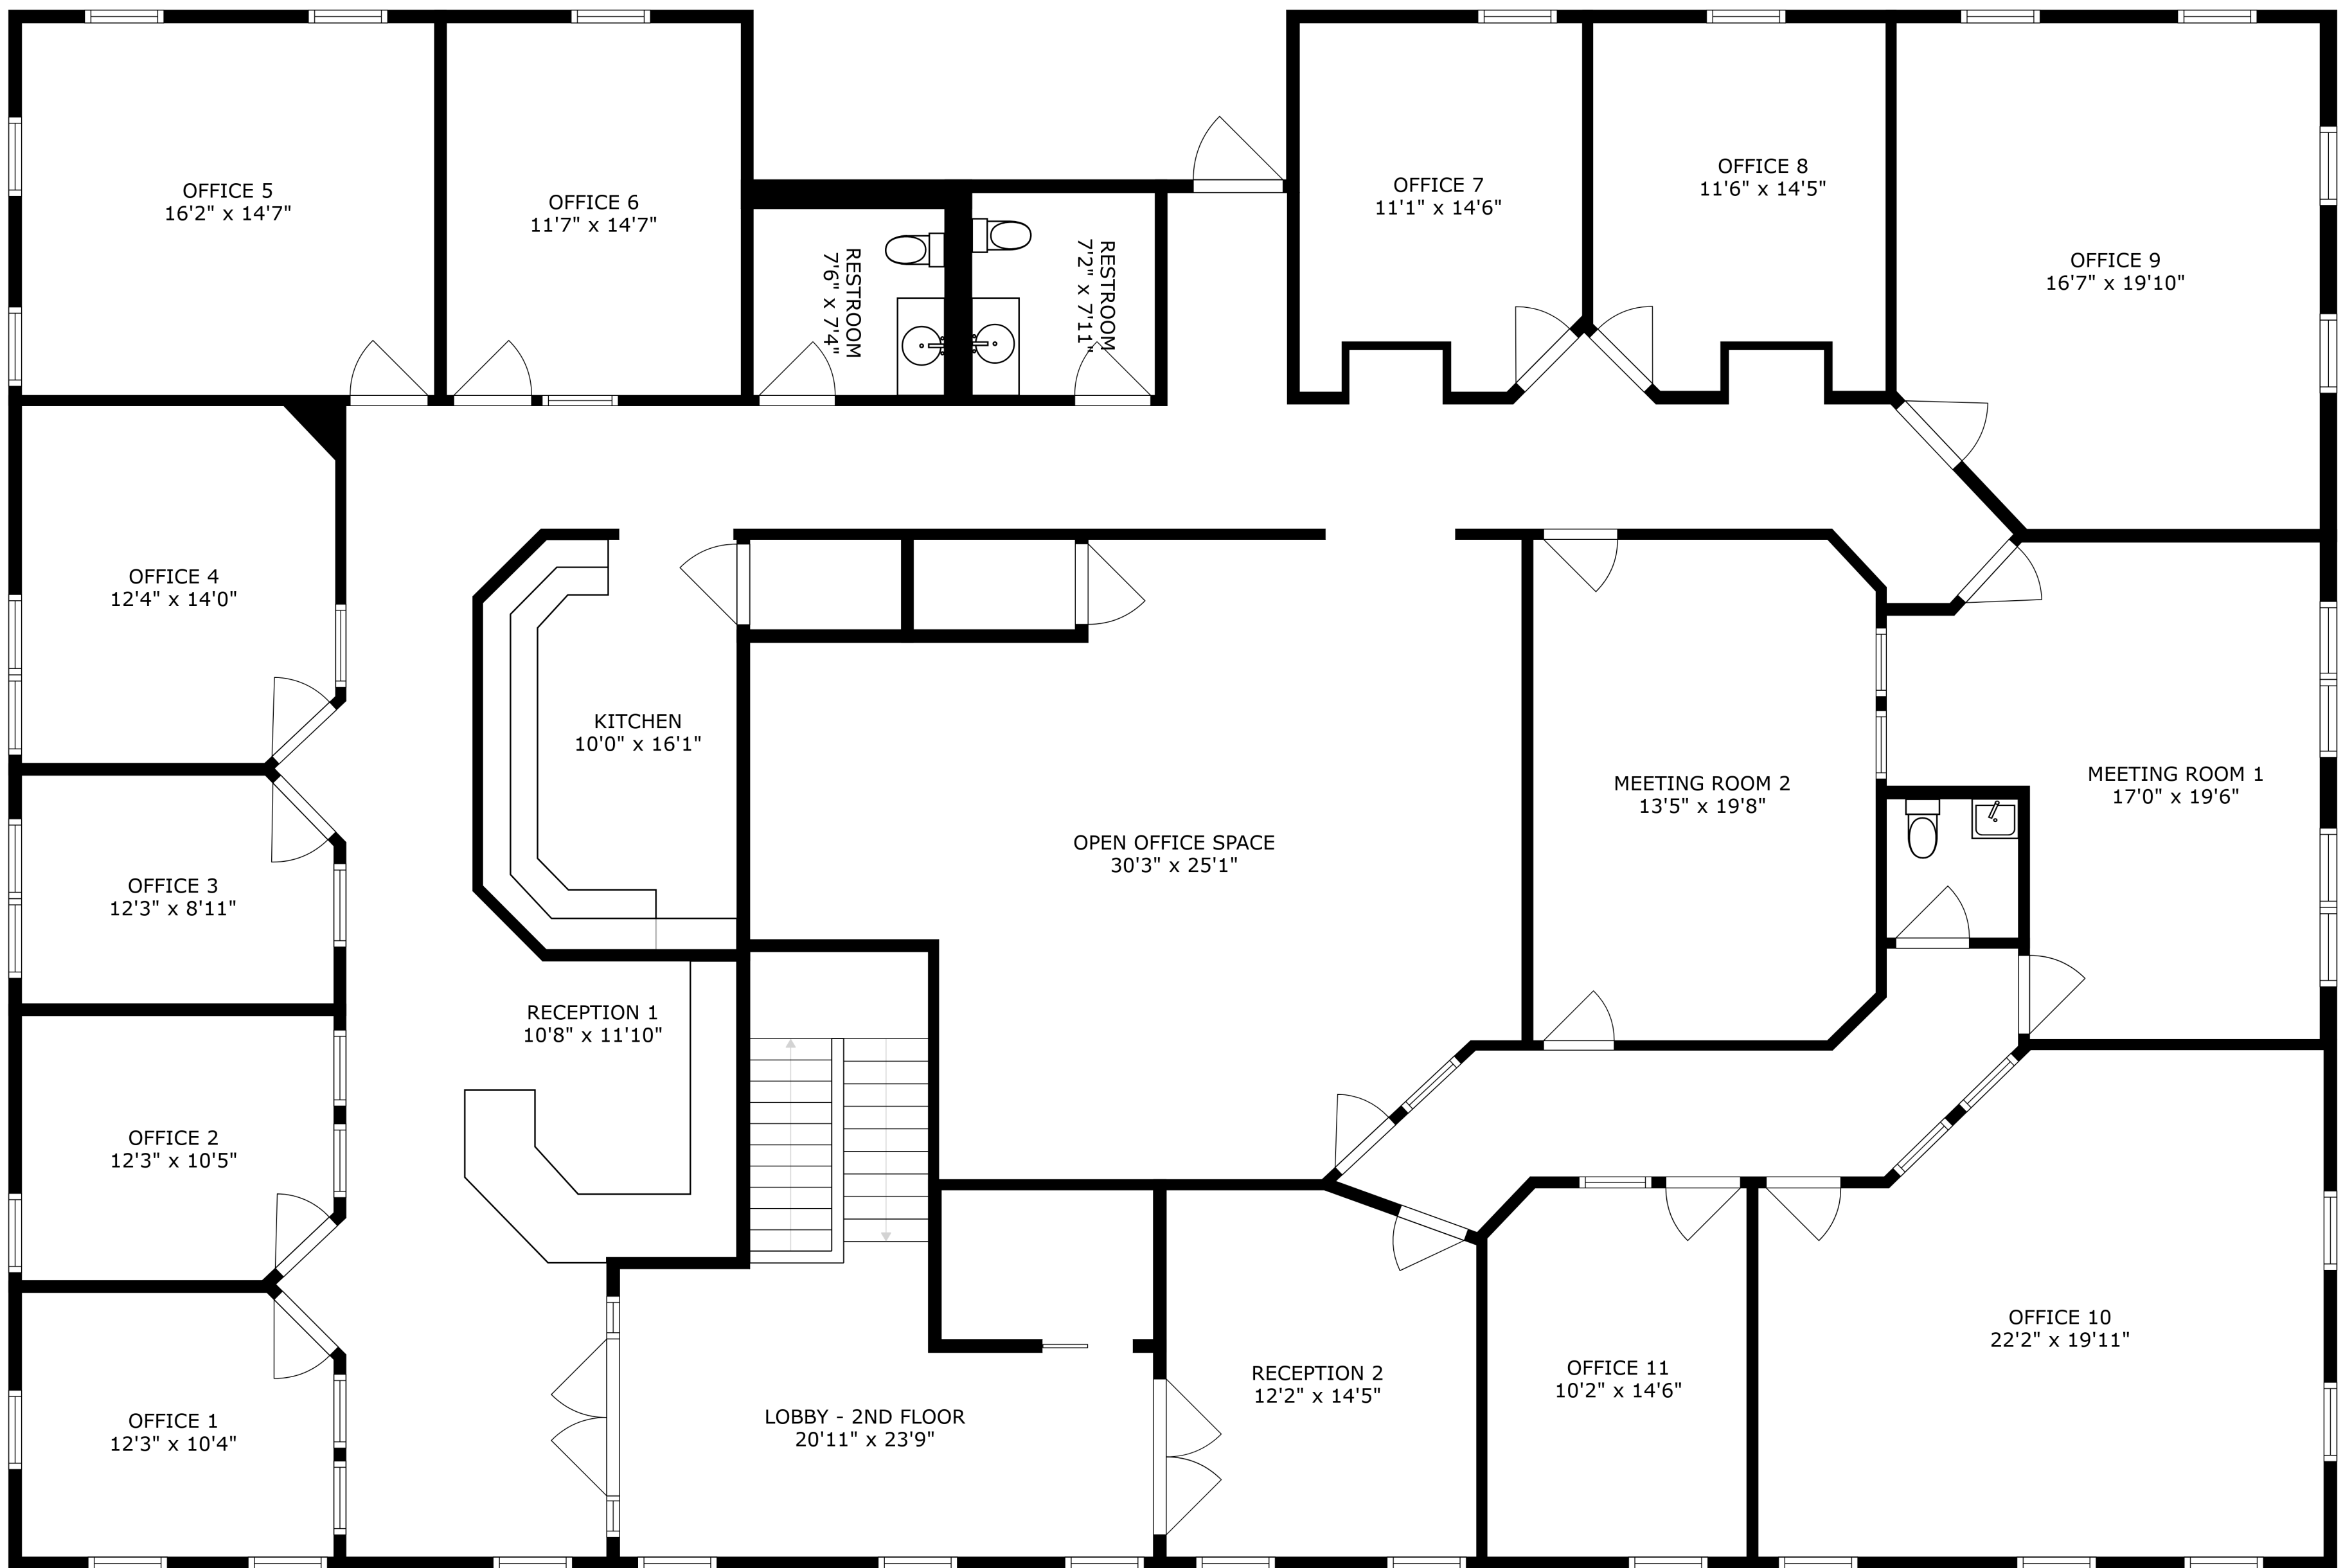 OFFICE 5
16'2" x 14'7"
OFFICE 6
11'7" x 14'7"
RESTROOM
7'6" x 7'4"
RESTROOM
7'2" x 7'11"
OFFICE 7
11'1" x 14'6"
OFFICE 8
11'6" x 14'5"
OFFICE 9
16'7" x 19'10"
OFFICE 4
12'4" x 14'0"
KITCHEN
10'0" x 16'1"
MEETING ROOM 2
13'5" x 19'8"
MEETING ROOM 1
17'0" x 19'6"
OPEN OFFICE SPACE
30'3" x 25'1"
OFFICE 3
12'3" x 8'11"
RECEPTION 1
10'8" x 11'10"
OFFICE 2
12'3" x 10'5"
OFFICE 10
22'2" x 19'11"
RECEPTION 2
12'2" x 14'5"
OFFICE 11
10'2" x 14'6"
OFFICE 1
12'3" x 10'4"
LOBBY - 2ND FLOOR
20'11" x 23'9"